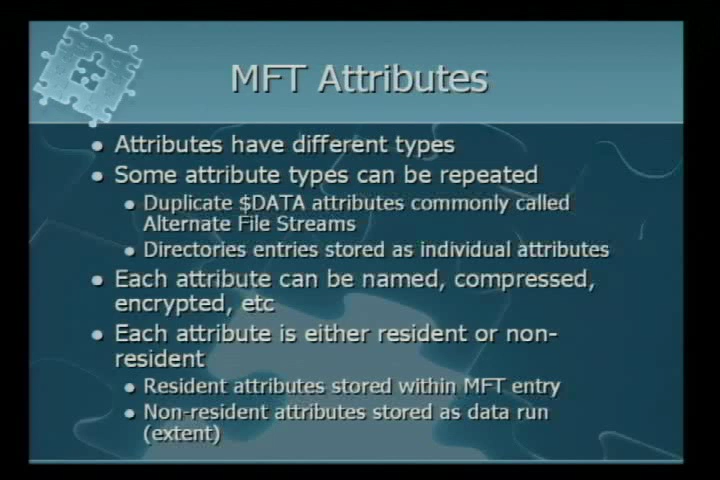 MFT Attributes
Attributes have different types
Some attribute types can be repeated
Duplicate $DATA attributes commonly called
Alternate File Streams
Directories entries stored as individual attributes
Each attribute can be named, compressed,
encrypted, etc
Each attribute is either resident or non-
resident
Resident attributes stored within MFT entry
Non-resident attributes stored as data run
(extent)